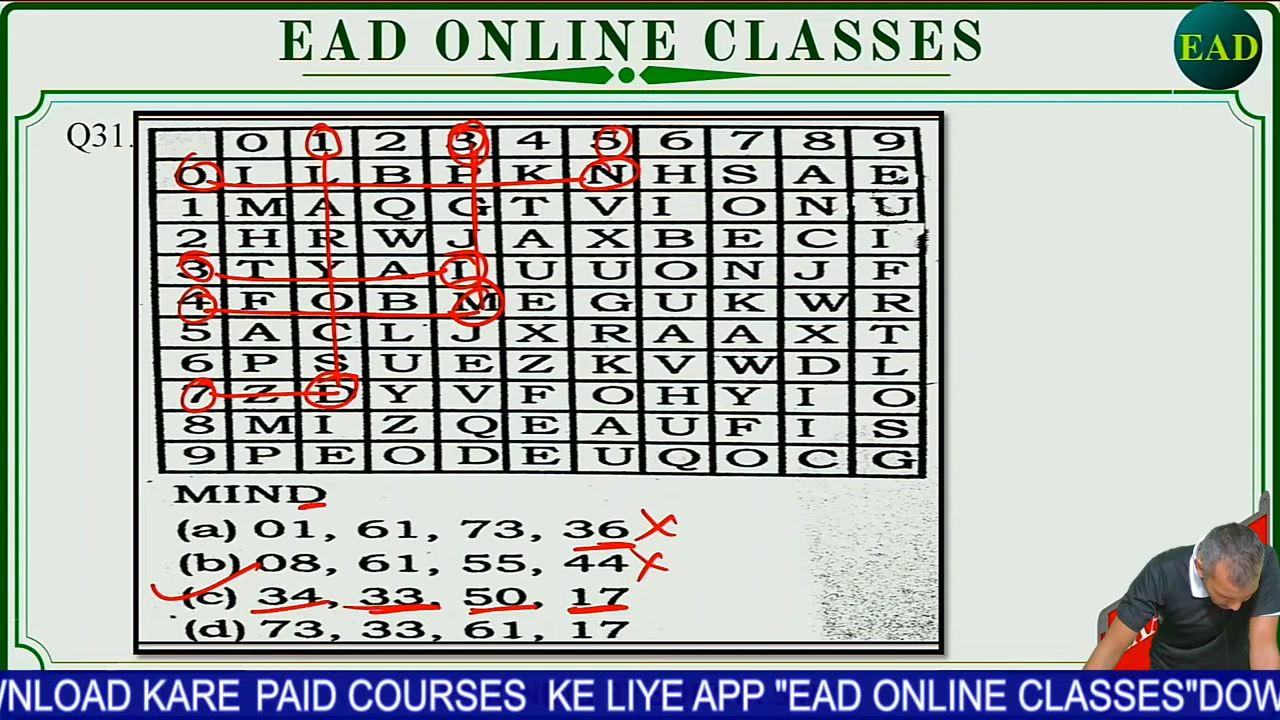 EAD ONLINE CLASSES
EAD
Q31.
0 1 2 3 4 5 6 7 8 9
0 I L B P K N H S A E
1 M A Q G T V I O N U
2 H R W J A X B E C I
3 T Y A I U U O N J F
4 F O B M E G U K W R
5 A C L J X R A A X T
6 P S U E Z K V W D L
7 Z D Y V F O H Y I O
8 M I Z Q E A U F I S
9 P E O D E U Q O C G
MIND
(a) 01, 61, 73, 36
(b) 08, 61, 55, 44
(c) 34, 33, 50, 17
(d) 73, 33, 61, 17
WNLOAD KARE PAID COURSES KE LIYE APP "EAD ONLINE CLASSES"DOW